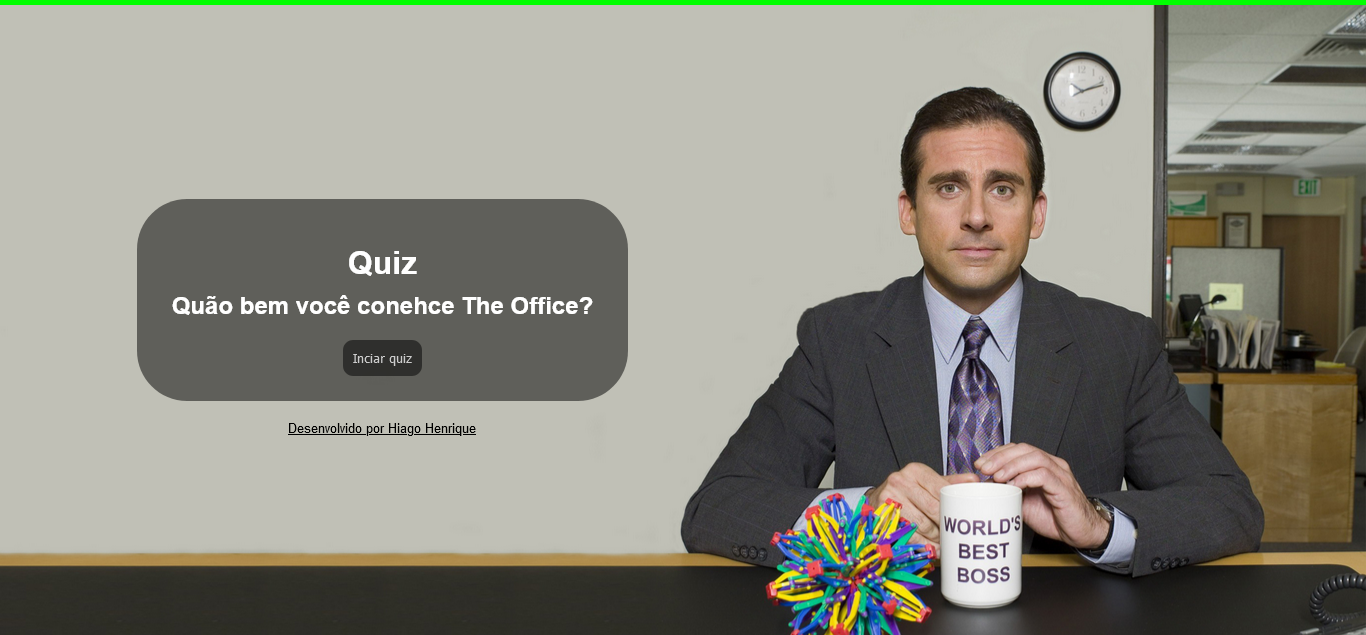 Quiz
Quão bem você conehce The Office?
Inciar quiz
Desenvolvido por Hiago Henrique
WORLD'S
BEST
BOSS